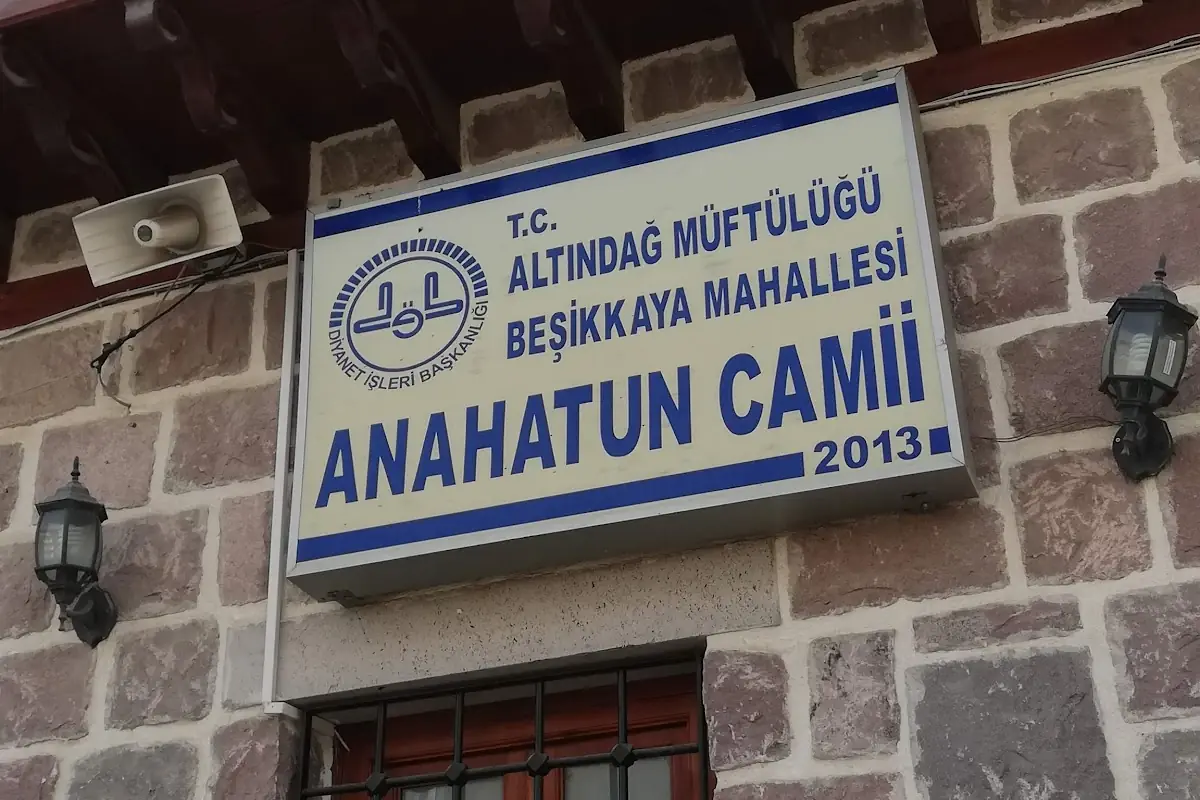 T.C.
ALTINDAĞ MÜFTÜLÜĞÜ
BEŞİKKAYA MAHALLESİ
ANAHATUN CAMİİ
2013
DİYANET İŞLERİ BAŞKANLIĞI